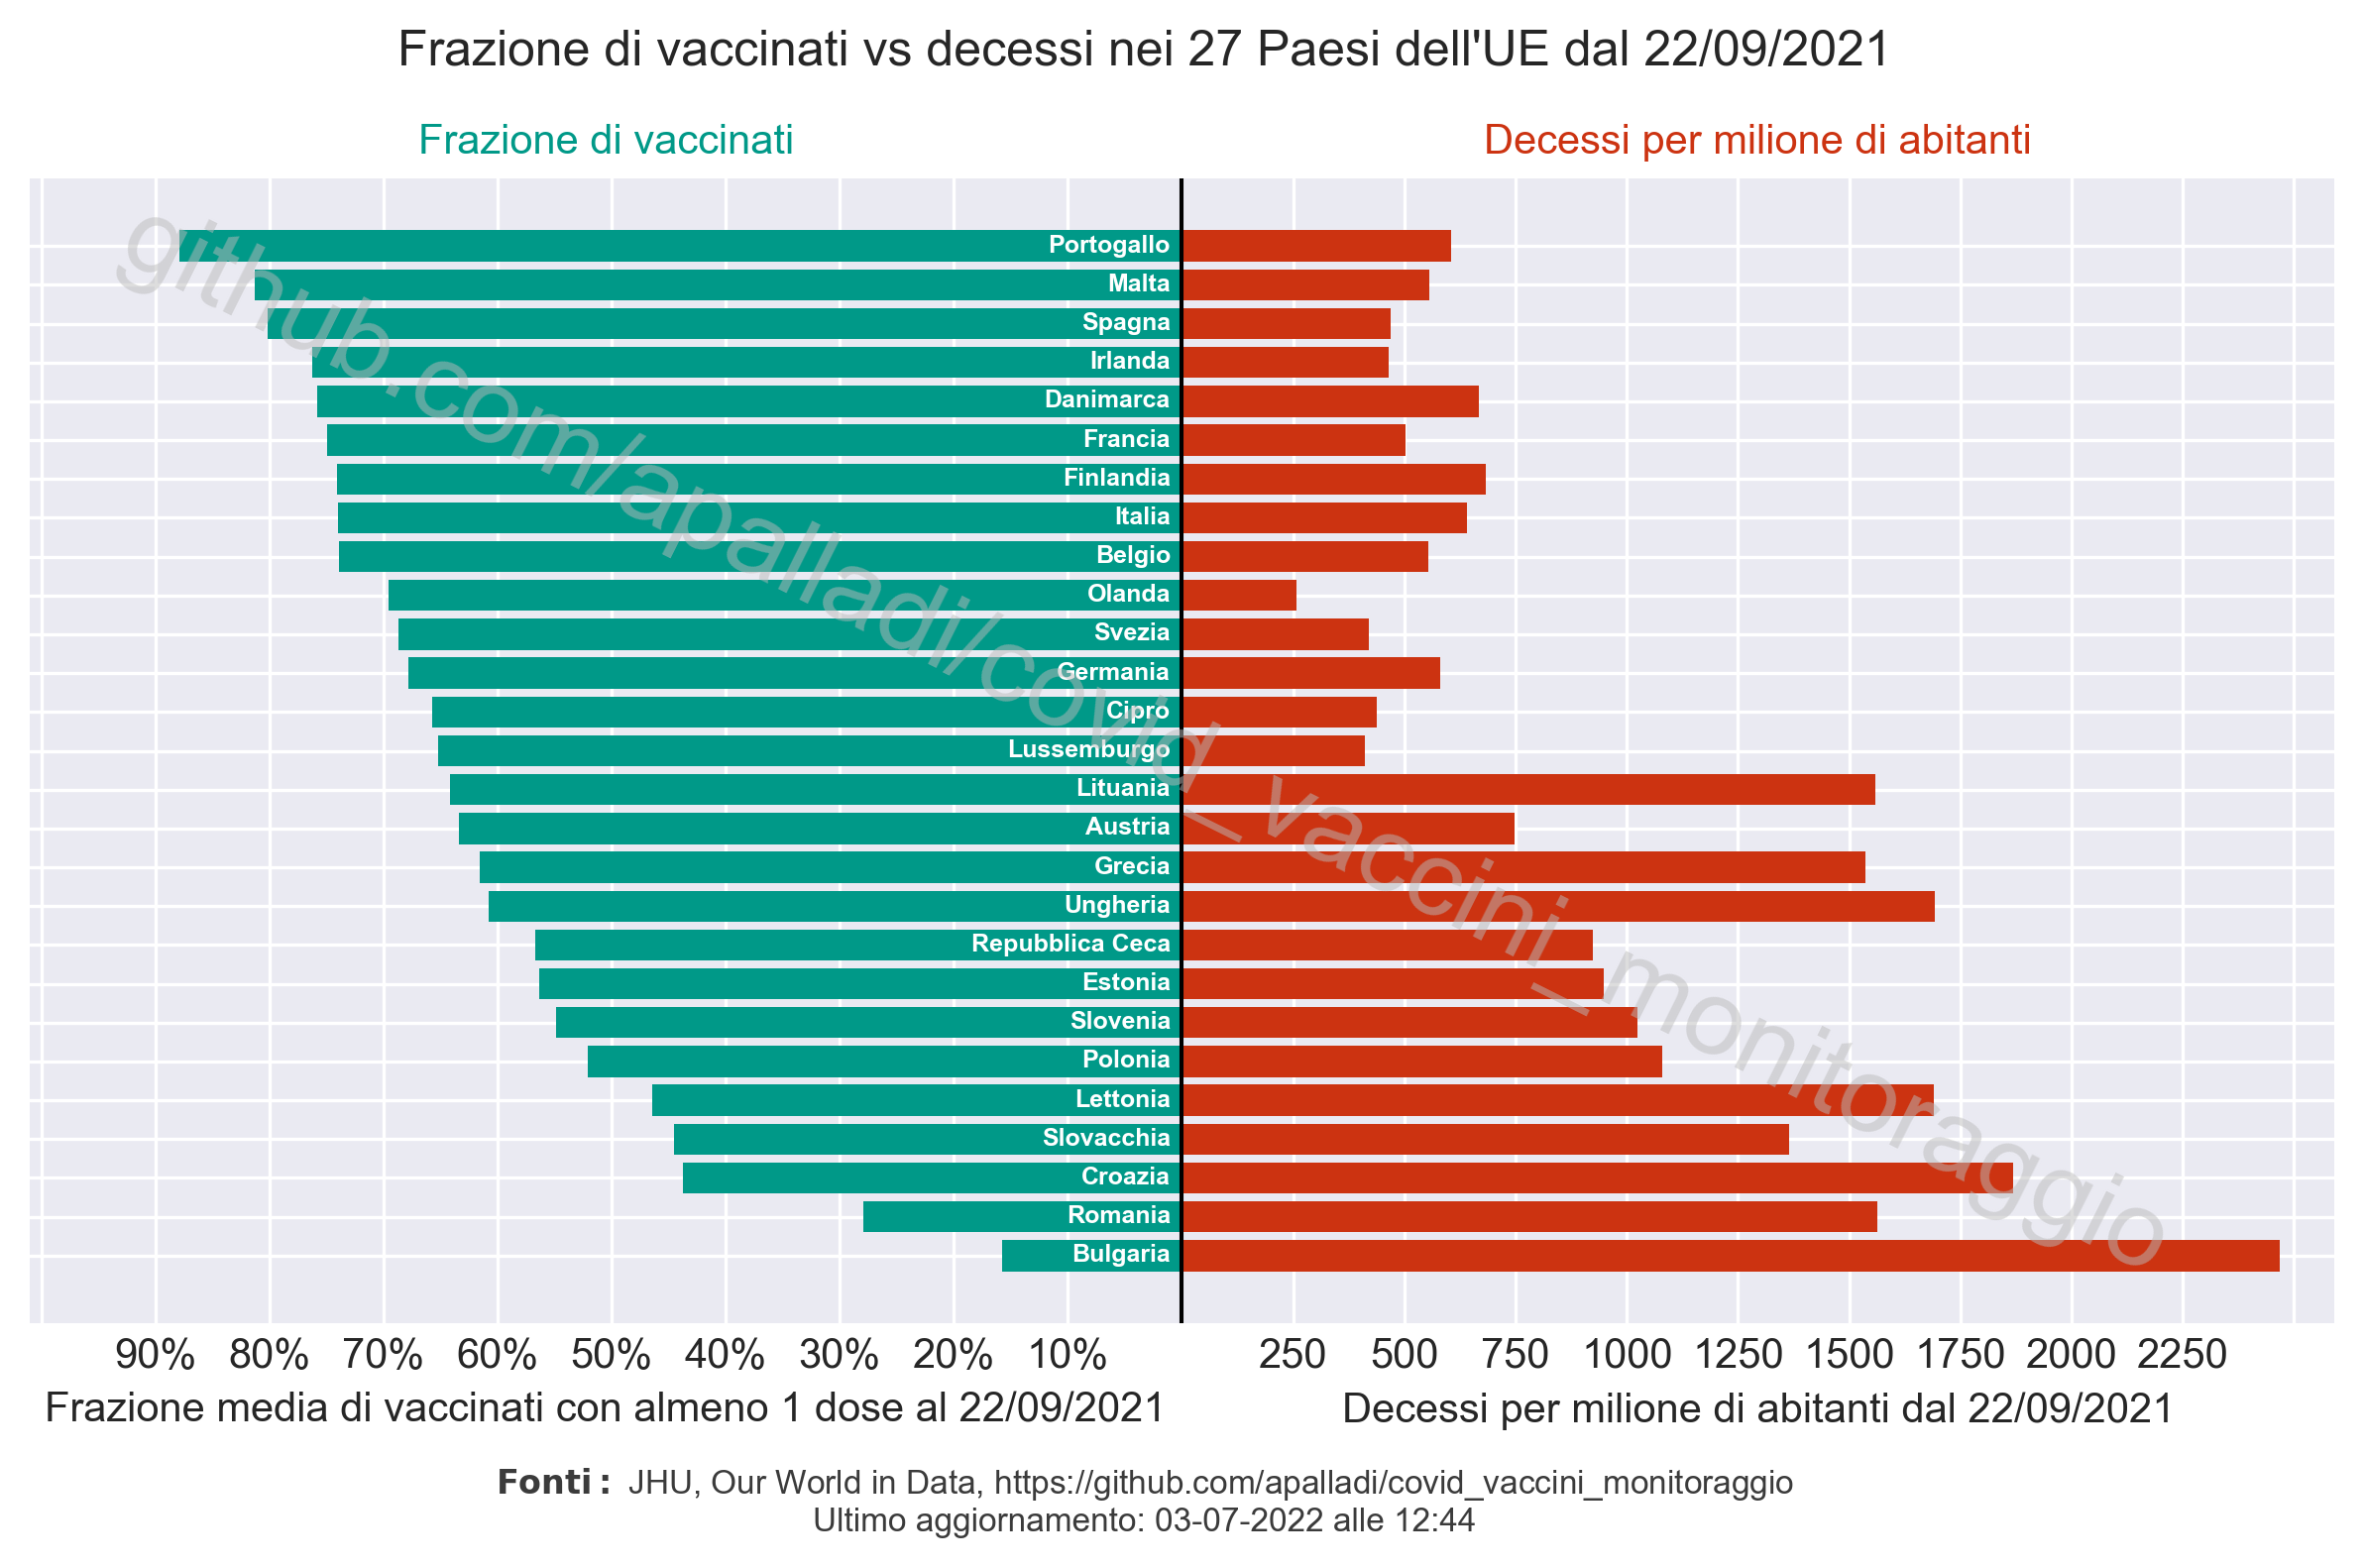 Frazione di vaccinati vs decessi nei 27 Paesi dell'UE dal 22/09/2021
Frazione di vaccinati
Decessi per milione di abitanti
github.com/apalladi/covid_vaccini_monitoraggio
Portogallo
Malta
Spagna
Irlanda
Danimarca
Francia
Finlandia
Italia
Belgio
Olanda
Svezia
Germania
Cipro
Lussemburgo
Lituania
Austria
Grecia
Ungheria
Repubblica Ceca
Estonia
Slovenia
Polonia
Lettonia
Slovacchia
Croazia
Romania
Bulgaria
90% 80% 70% 60% 50% 40% 30% 20% 10%
250 500 750 1000 1250 1500 1750 2000 2250
Frazione media di vaccinati con almeno 1 dose al 22/09/2021
Decessi per milione di abitanti dal 22/09/2021
Fonti: JHU, Our World in Data, https://github.com/apalladi/covid_vaccini_monitoraggio
Ultimo aggiornamento: 03-07-2022 alle 12:44